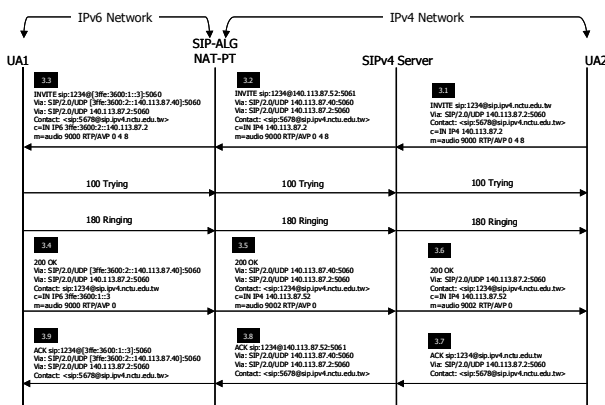 IPv6 Network
IPv4 Network
UA1
SIP-ALG
NAT-PT
SIPv4 Server
UA2
3.3
INVITE sip:1234@[3ffe:3600:1::3]:5060
Via: SIP/2.0/UDP [3ffe:3600:2::140.113.87.40]:5060
Via: SIP/2.0/UDP 140.113.87.2:5060
Contact: <sip:5678@sip.ipv4.nctu.edu.tw>
c=IN IP6 3ffe:3600:2::140.113.87.2
m=audio 9000 RTP/AVP 0 4 8
3.2
INVITE sip:1234@140.113.87.52:5061
Via: SIP/2.0/UDP 140.113.87.40:5060
Via: SIP/2.0/UDP 140.113.87.2:5060
Contact: <sip:5678@sip.ipv4.nctu.edu.tw>
c=IN IP4 140.113.87.2
m=audio 9000 RTP/AVP 0 4 8
3.1
INVITE sip:1234@sip.ipv4.nctu.edu.tw
Via: SIP/2.0/UDP 140.113.87.2:5060
Contact: <sip:5678@sip.ipv4.nctu.edu.tw>
c=IN IP4 140.113.87.2
m=audio 9000 RTP/AVP 0 4 8
100 Trying
100 Trying
100 Trying
180 Ringing
180 Ringing
180 Ringing
3.4
200 OK
Via: SIP/2.0/UDP [3ffe:3600:2::140.113.87.40]:5060
Via: SIP/2.0/UDP 140.113.87.2:5060
Contact: sip:1234@sip.ipv4.nctu.edu.tw
c=IN IP6 3ffe:3600:1::3
m=audio 9000 RTP/AVP 0
3.5
200 OK
Via: SIP/2.0/UDP 140.113.87.40:5060
Via: SIP/2.0/UDP 140.113.87.2:5060
Contact: <sip:1234@sip.ipv4.nctu.edu.tw>
c=IN IP4 140.113.87.52
m=audio 9002 RTP/AVP 0
3.6
200 OK
Via: SIP/2.0/UDP 140.113.87.2:5060
Contact: <sip:1234@sip.ipv4.nctu.edu.tw>
c=IN IP4 140.113.87.52
m=audio 9002 RTP/AVP 0
3.9
ACK sip:1234@[3ffe:3600:1::3]:5060
Via: SIP/2.0/UDP [3ffe:3600:2::140.113.87.40]:5060
Via: SIP/2.0/UDP 140.113.87.2:5060
Contact: <sip:5678@sip.ipv4.nctu.edu.tw>
3.8
ACK sip:1234@140.113.87.52:5061
Via: SIP/2.0/UDP 140.113.87.40:5060
Via: SIP/2.0/UDP 140.113.87.2:5060
Contact: <sip:5678@sip.ipv4.nctu.edu.tw>
3.7
ACK sip:1234@sip.ipv4.nctu.edu.tw
Via: SIP/2.0/UDP 140.113.87.2:5060
Contact: <sip:5678@sip.ipv4.nctu.edu.tw>